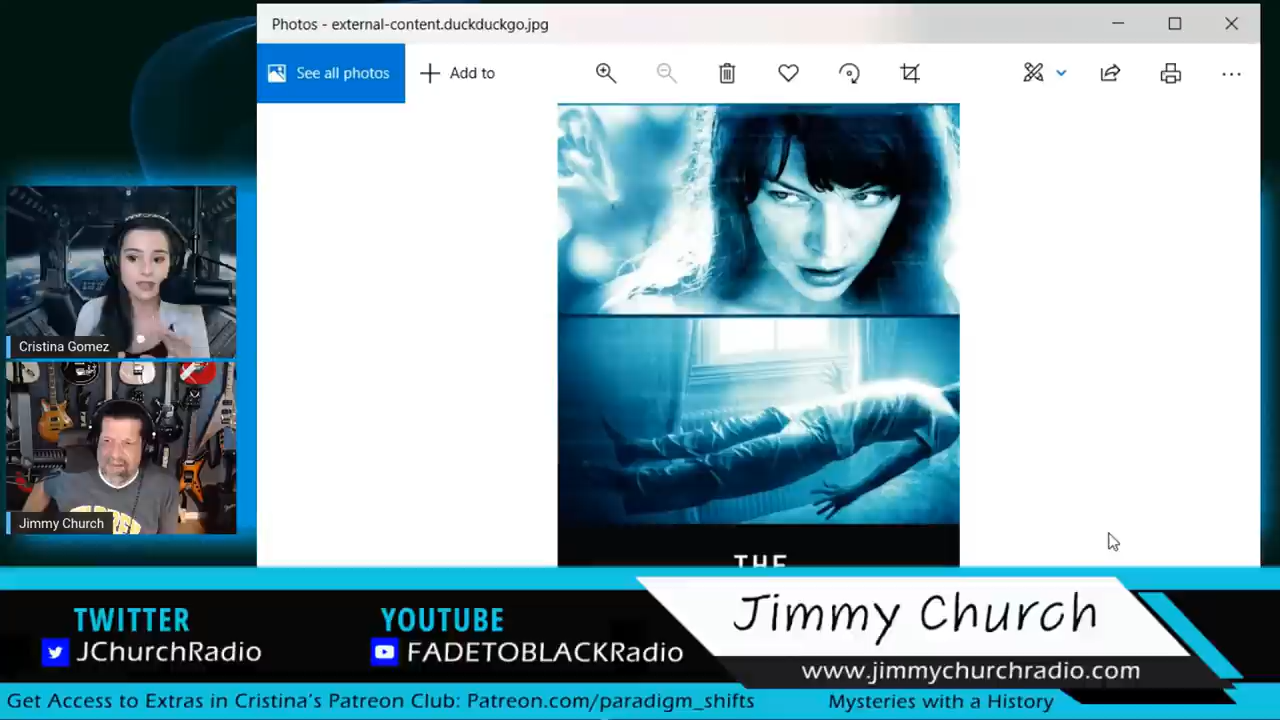 Photos - external-content.duckduckgo.jpg
See all photos
Add to
THE
Cristina Gomez
Jimmy Church
TWITTER
JChurchRadio
YOUTUBE
FADETOBLACKRadio
Jimmy Church
www.jimmychurchradio.com
Get Access to Extras in Cristina's Patreon Club: Patreon.com/paradigm_shifts
Mysteries with a History